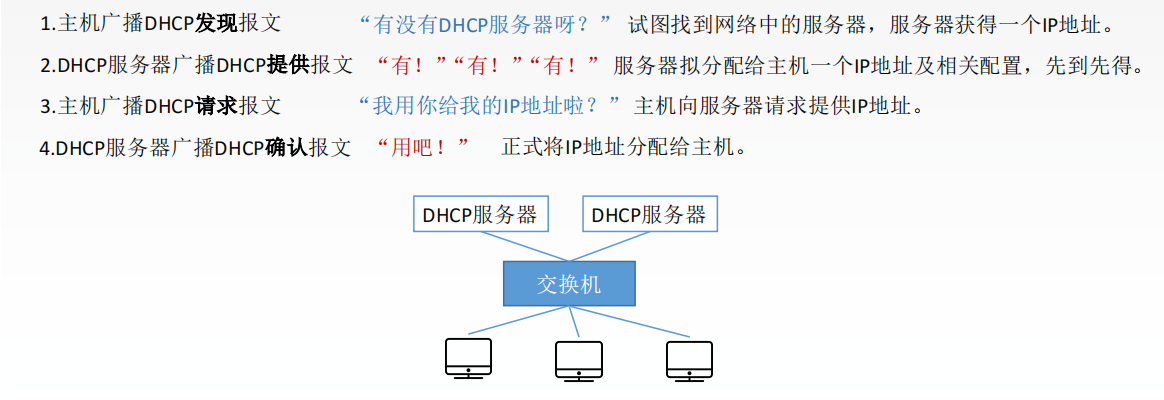 1.主机广播DHCP发现报文 “有没有DHCP服务器呀？” 试图找到网络中的服务器，服务器获得一个IP地址。
2.DHCP服务器广播DHCP提供报文 “有！”“有！”“有！” 服务器拟分配给主机一个IP地址及相关配置，先到先得。
3.主机广播DHCP请求报文 “我用你给我的IP地址啦？” 主机向服务器请求提供IP地址。
4.DHCP服务器广播DHCP确认报文 “用吧！” 正式将IP地址分配给主机。
DHCP服务器 DHCP服务器
交换机